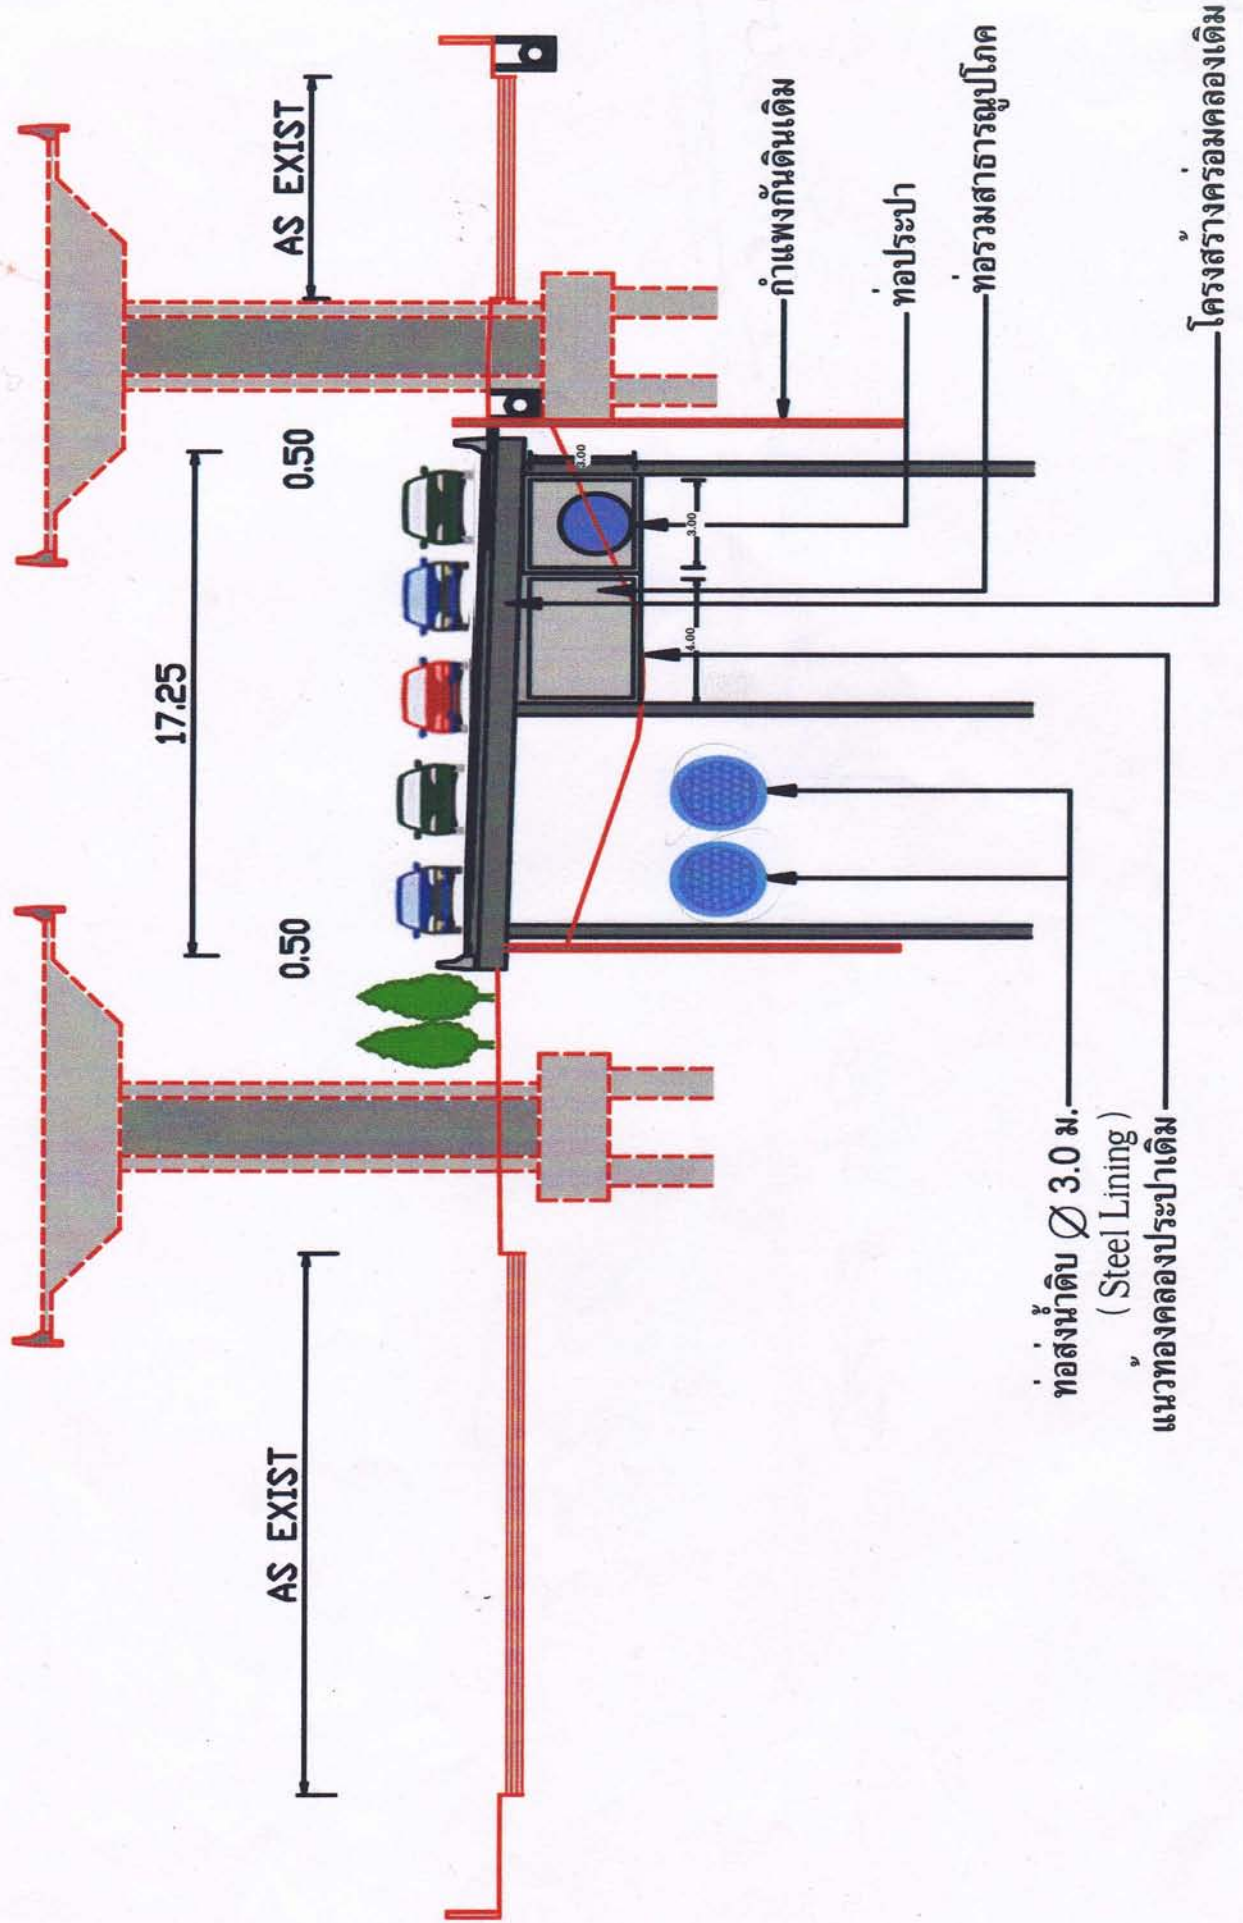 AS EXIST
17.25
AS EXIST
0.50
0.50
3.00
4.00
3.00
กำแพงกันดินเดิม
ท่อประปา
ท่อรวมสาธารณูปโภค
ท่อส่งน้ำดิบ Ø 3.0 ม.
( Steel Lining )
แนวท้องคลองประปาเดิม
โครงสร้างคร่อมคลองเดิม